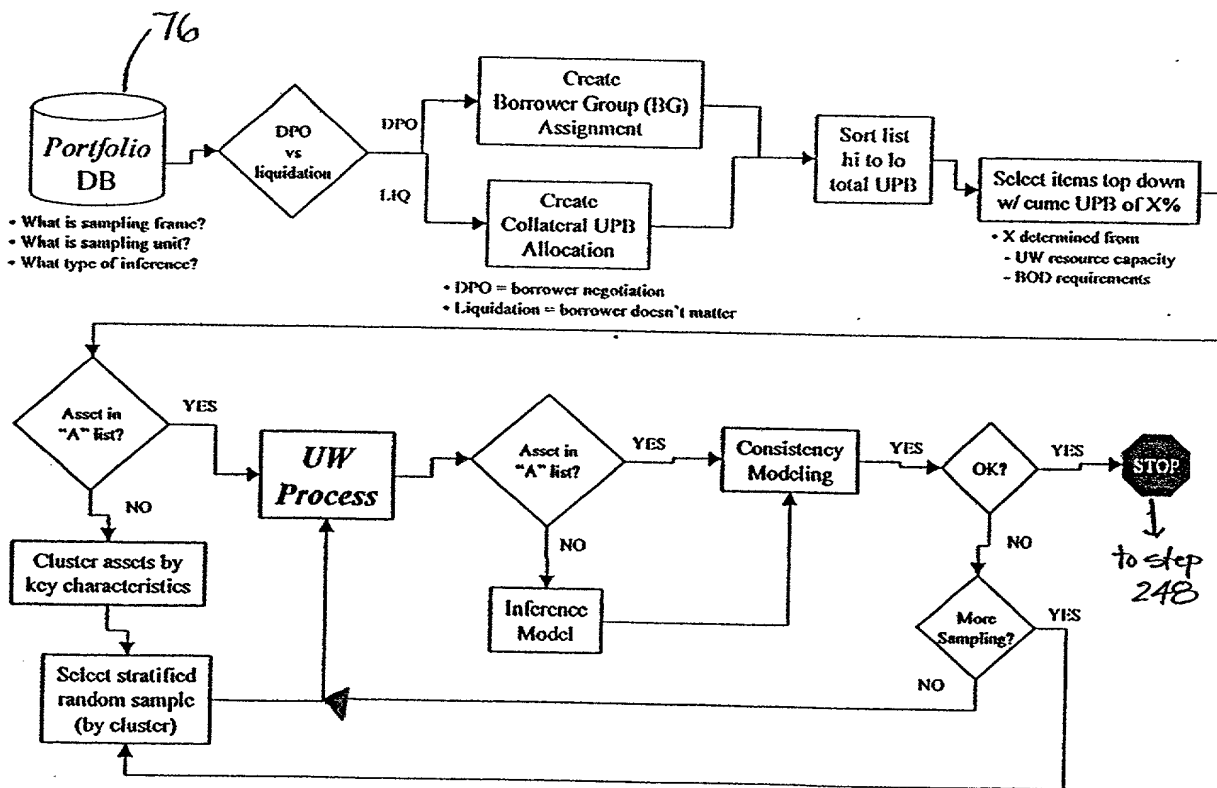 76
Portfolio
DB
• What is sampling frame?
• What is sampling unit?
• What type of inference?
DPO
vs
liquidation
DPO
LIQ
Create
Borrower Group (BG)
Assignment
Create
Collateral UPB
Allocation
• DPO = borrower negotiation
• Liquidation = borrower doesn't matter
Sort list
hi to lo
total UPB
Select items top down
w/ cume UPB of X%
• X determined from
- UW resource capacity
- BOD requirements
Asset in
"A" list?
YES
NO
Cluster assets by
key characteristics
Select stratified
random sample
(by cluster)
UW
Process
Asset in
"A" list?
YES
NO
Inference
Model
Consistency
Modeling
YES
OK?
YES
NO
STOP
to step
248
More
Sampling?
YES
NO